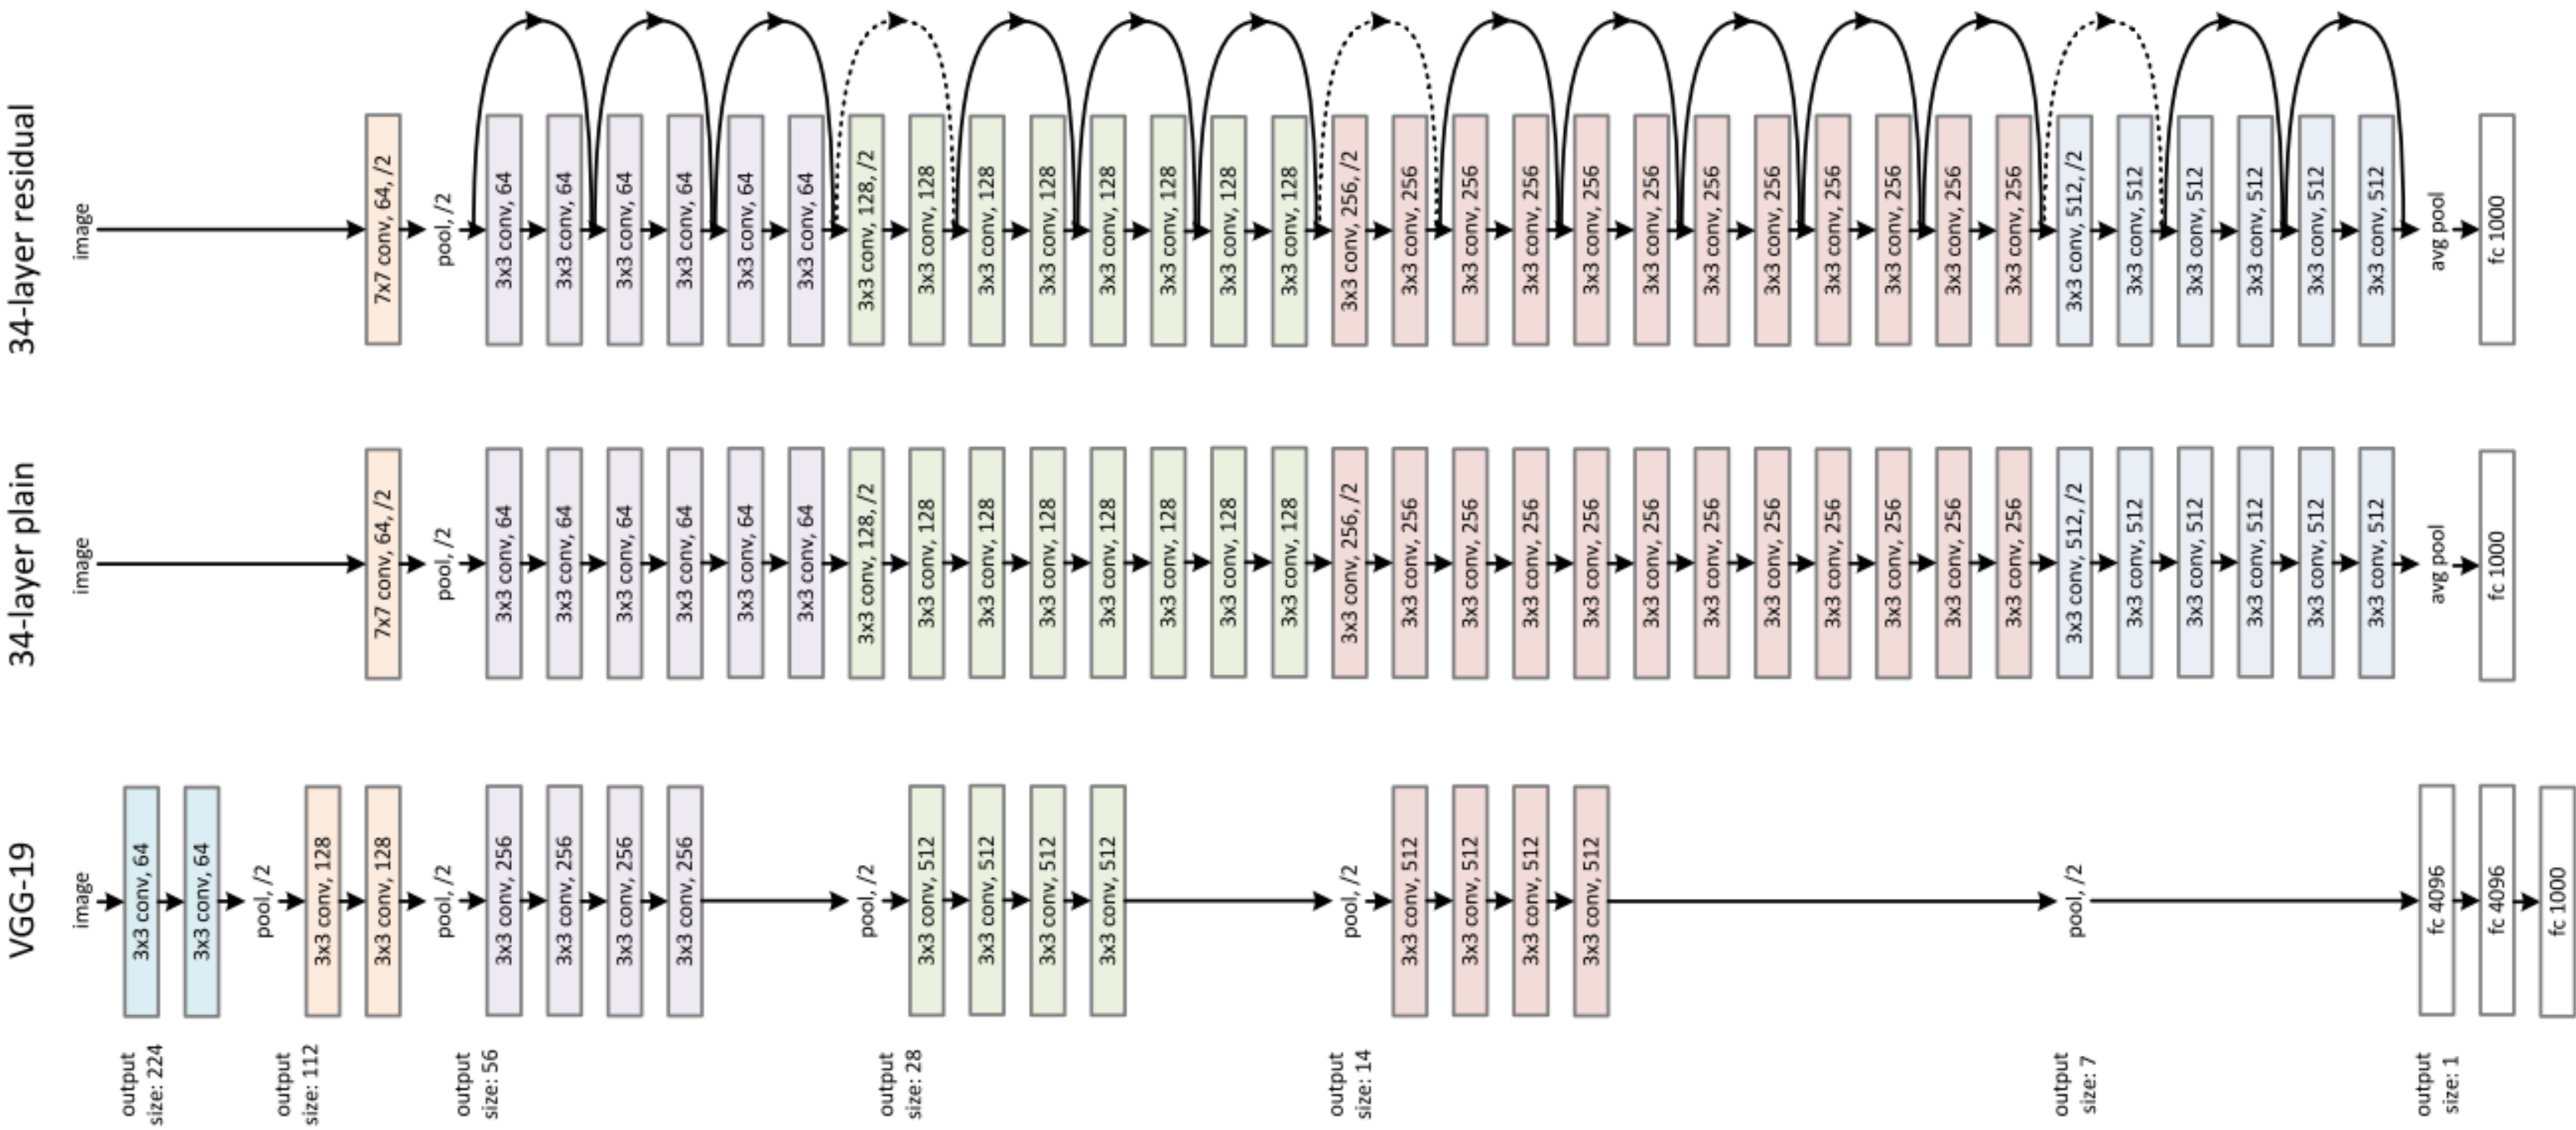 VGG-19
image
3x3 conv, 64
3x3 conv, 64
pool, /2
3x3 conv, 128
3x3 conv, 128
pool, /2
3x3 conv, 256
3x3 conv, 256
3x3 conv, 256
3x3 conv, 256
pool, /2
3x3 conv, 512
3x3 conv, 512
3x3 conv, 512
3x3 conv, 512
pool, /2
3x3 conv, 512
3x3 conv, 512
3x3 conv, 512
3x3 conv, 512
pool, /2
fc 4096
fc 4096
fc 1000
output
size: 224
output
size: 112
output
size: 56
output
size: 28
output
size: 14
output
size: 7
output
size: 1
34-layer plain
image
7x7 conv, 64, /2
pool, /2
3x3 conv, 64
3x3 conv, 64
3x3 conv, 64
3x3 conv, 64
3x3 conv, 64
3x3 conv, 64
3x3 conv, 128, /2
3x3 conv, 128
3x3 conv, 128
3x3 conv, 128
3x3 conv, 128
3x3 conv, 128
3x3 conv, 128
3x3 conv, 128
3x3 conv, 256, /2
3x3 conv, 256
3x3 conv, 256
3x3 conv, 256
3x3 conv, 256
3x3 conv, 256
3x3 conv, 256
3x3 conv, 256
3x3 conv, 256
3x3 conv, 256
3x3 conv, 256
3x3 conv, 256
3x3 conv, 512, /2
3x3 conv, 512
3x3 conv, 512
3x3 conv, 512
3x3 conv, 512
3x3 conv, 512
avg pool
fc 1000
34-layer residual
image
7x7 conv, 64, /2
pool, /2
3x3 conv, 64
3x3 conv, 64
3x3 conv, 64
3x3 conv, 64
3x3 conv, 64
3x3 conv, 64
3x3 conv, 128, /2
3x3 conv, 128
3x3 conv, 128
3x3 conv, 128
3x3 conv, 128
3x3 conv, 128
3x3 conv, 128
3x3 conv, 128
3x3 conv, 256, /2
3x3 conv, 256
3x3 conv, 256
3x3 conv, 256
3x3 conv, 256
3x3 conv, 256
3x3 conv, 256
3x3 conv, 256
3x3 conv, 256
3x3 conv, 256
3x3 conv, 256
3x3 conv, 256
3x3 conv, 512, /2
3x3 conv, 512
3x3 conv, 512
3x3 conv, 512
3x3 conv, 512
3x3 conv, 512
avg pool
fc 1000